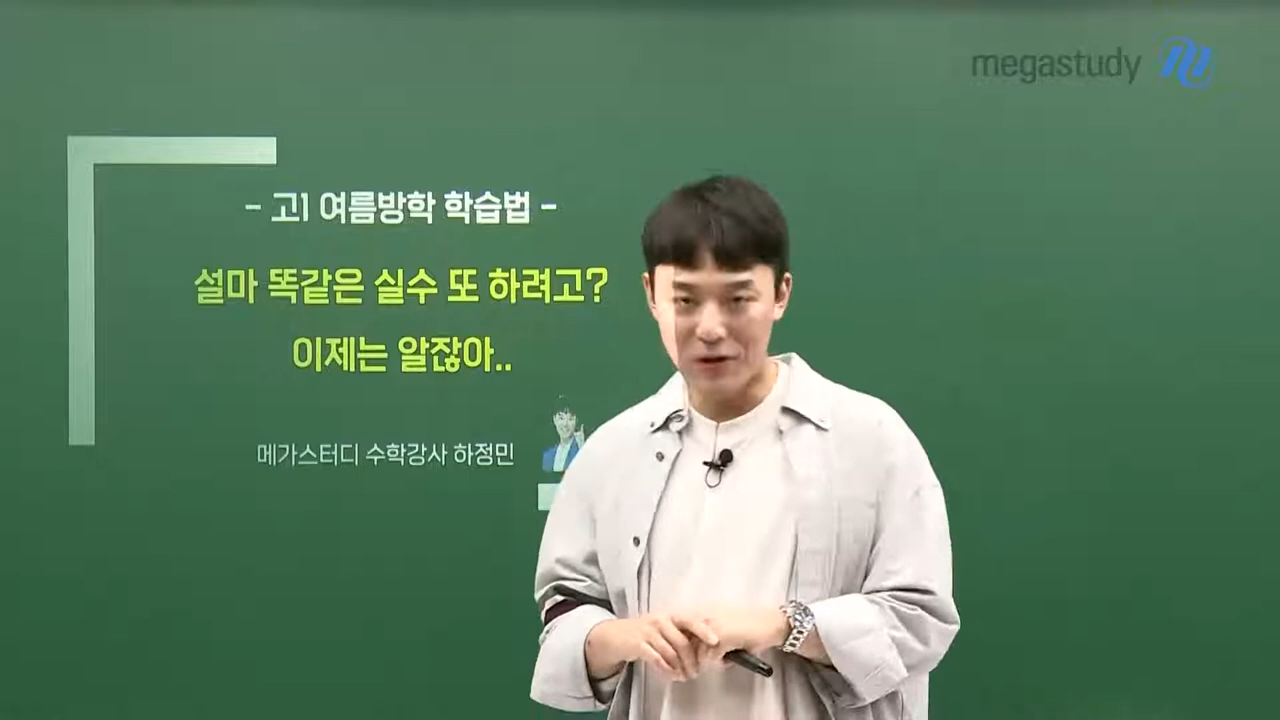 megastudy
- 고1 여름방학 학습법 -
설마 똑같은 실수 또 하려고?
이제는 알잖아..
메가스터디 수학강사 하정민